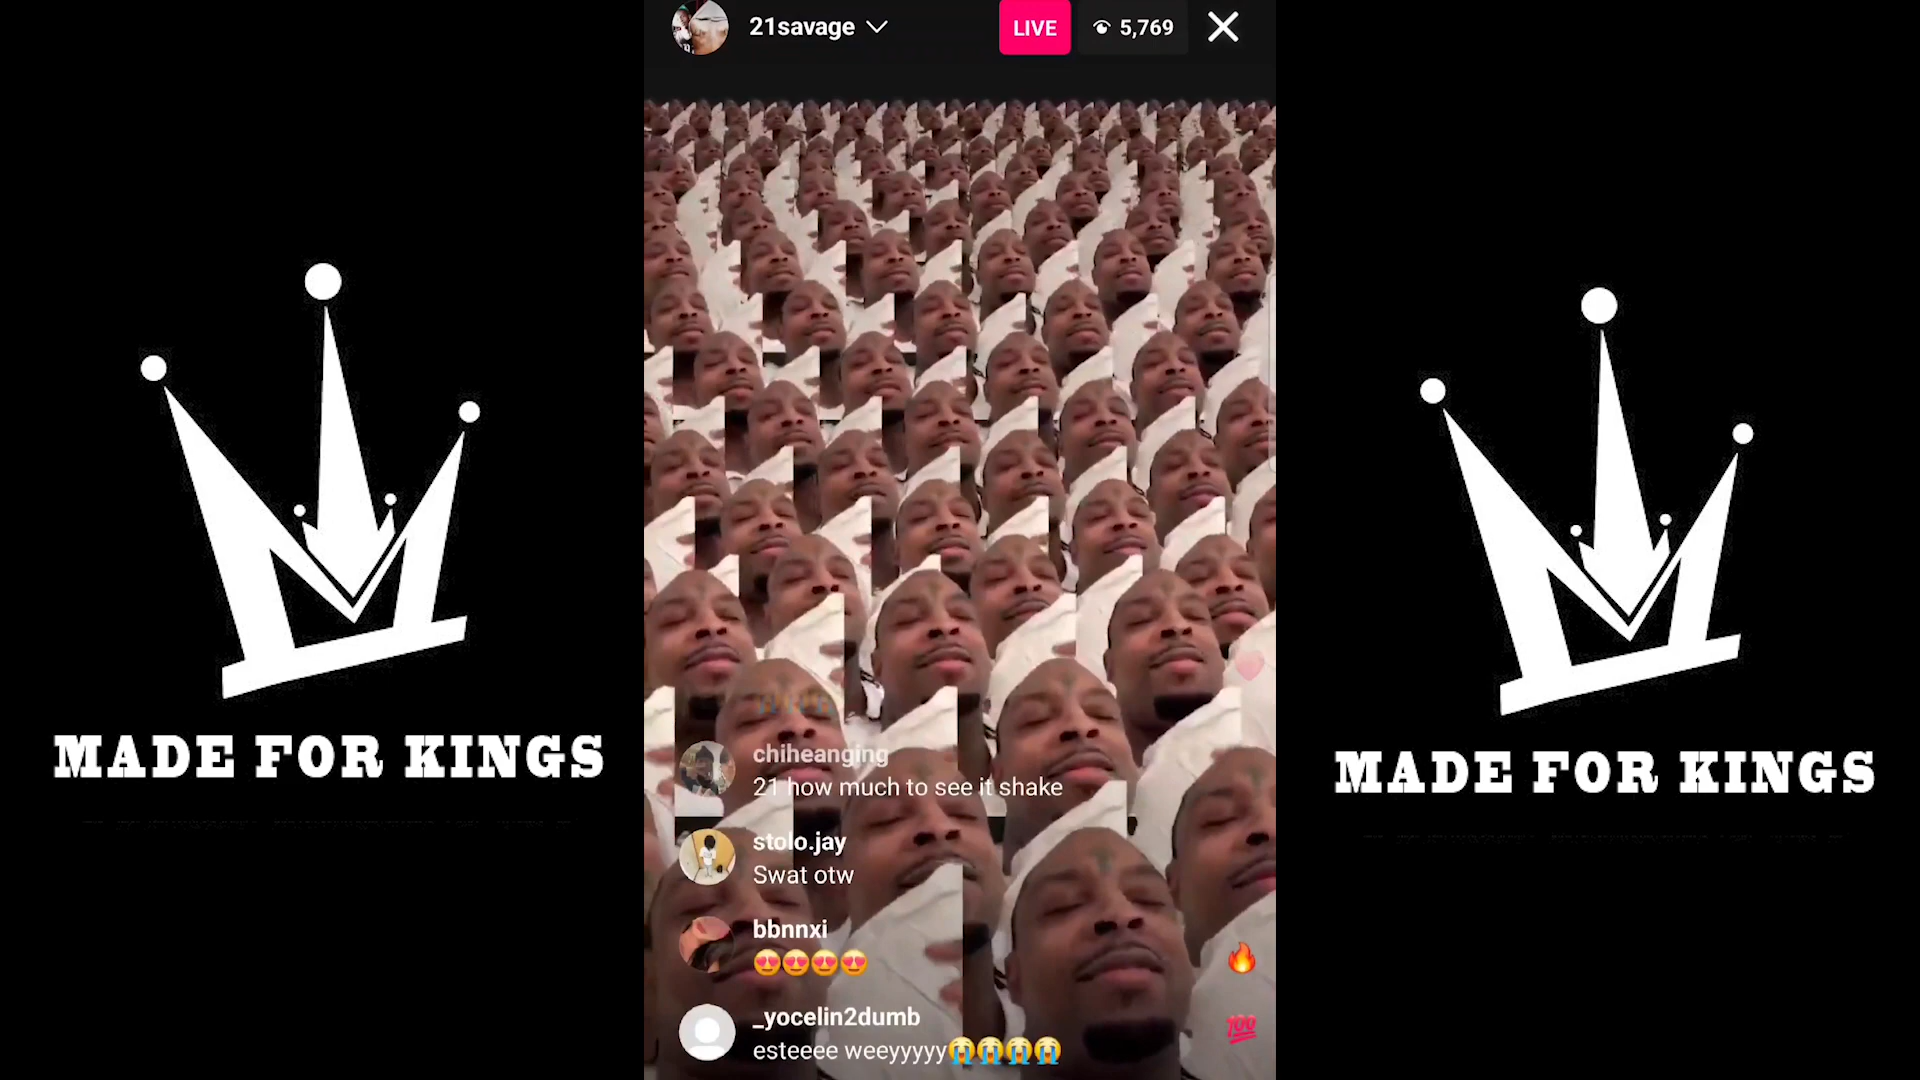 21savage
LIVE
5,769
MADE FOR KINGS
chiheanging
21 how much to see it shake
stolo.jay
Swat otw
bbnnxi
😍😍😍😍
_yocelin2dumb
esteeee weeyyyyy😭😭😭😭
💯
MADE FOR KINGS